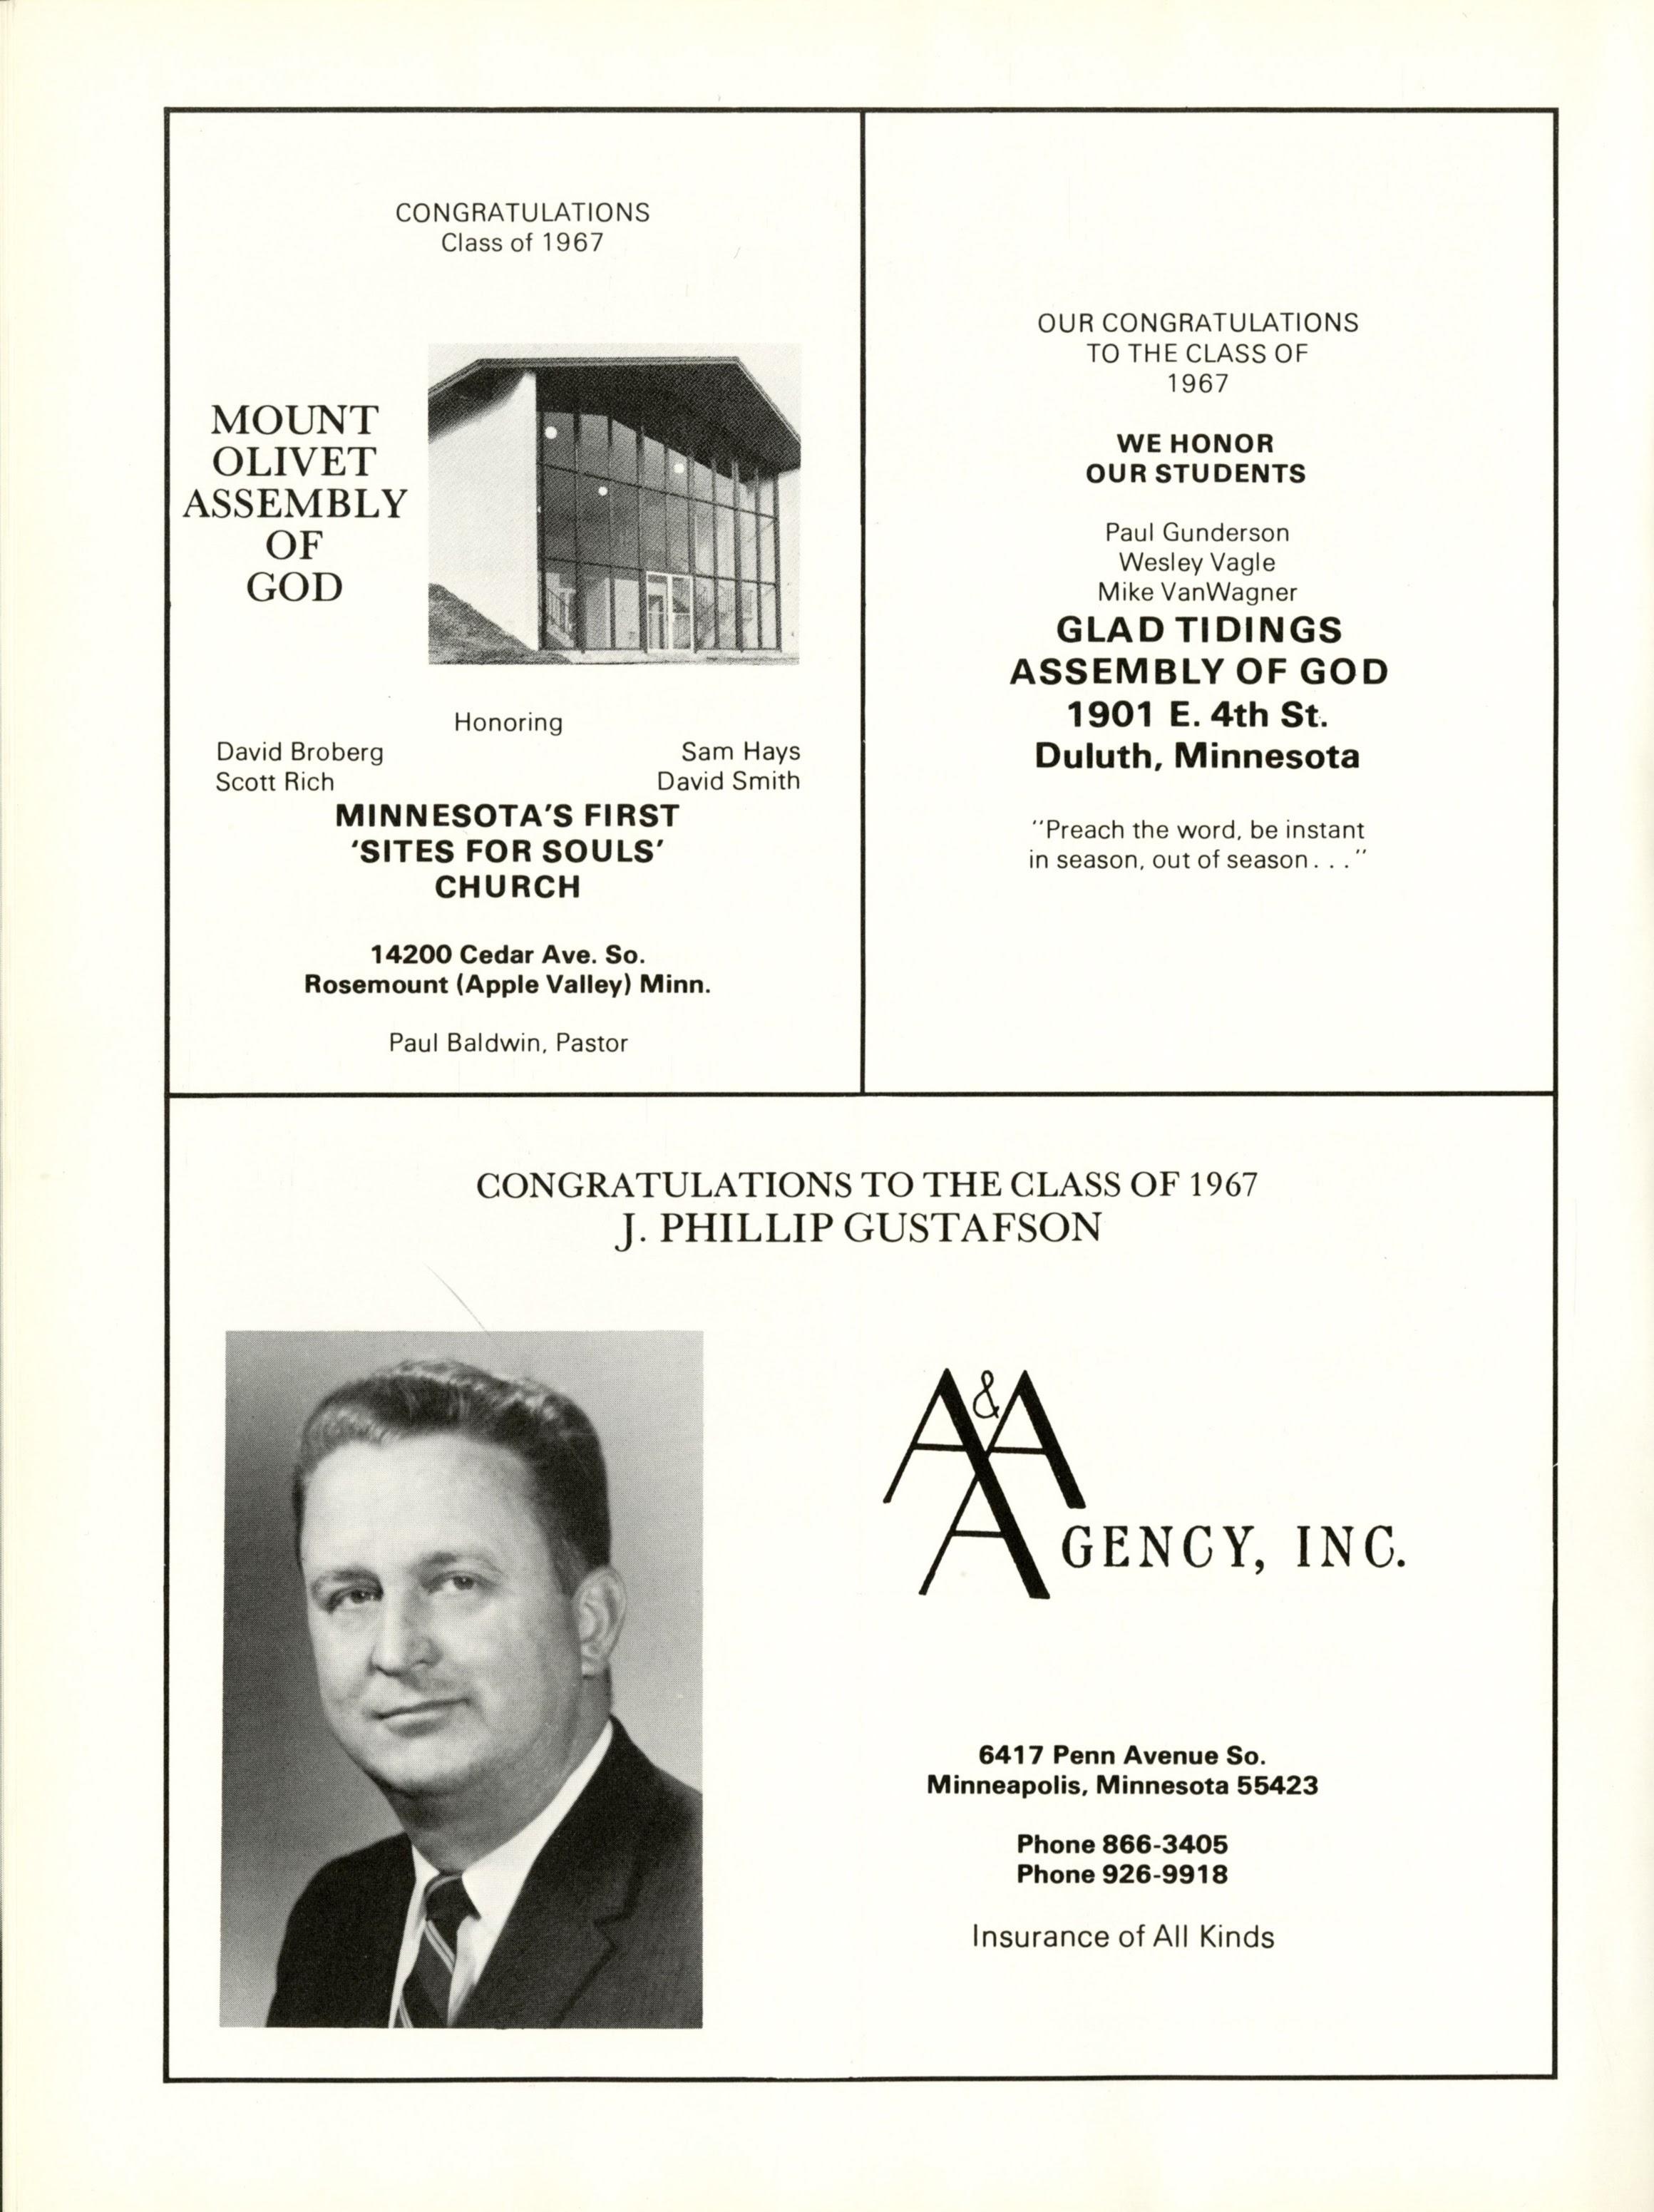 CONGRATULATIONS
Class of 1967
MOUNT
OLIVET
ASSEMBLY
OF
GOD
Honoring
David Broberg
Scott Rich
Sam Hays
David Smith
MINNESOTA'S FIRST
'SITES FOR SOULS'
CHURCH
14200 Cedar Ave. So.
Rosemount (Apple Valley) Minn.
Paul Baldwin, Pastor
OUR CONGRATULATIONS
TO THE CLASS OF
1967
WE HONOR
OUR STUDENTS
Paul Gunderson
Wesley Vagle
Mike VanWagner
GLAD TIDINGS
ASSEMBLY OF GOD
1901 E. 4th St.
Duluth, Minnesota
"Preach the word, be instant
in season, out of season . . ."
CONGRATULATIONS TO THE CLASS OF 1967
J. PHILLIP GUSTAFSON
A & A
AGENCY, INC.
6417 Penn Avenue So.
Minneapolis, Minnesota 55423
Phone 866-3405
Phone 926-9918
Insurance of All Kinds